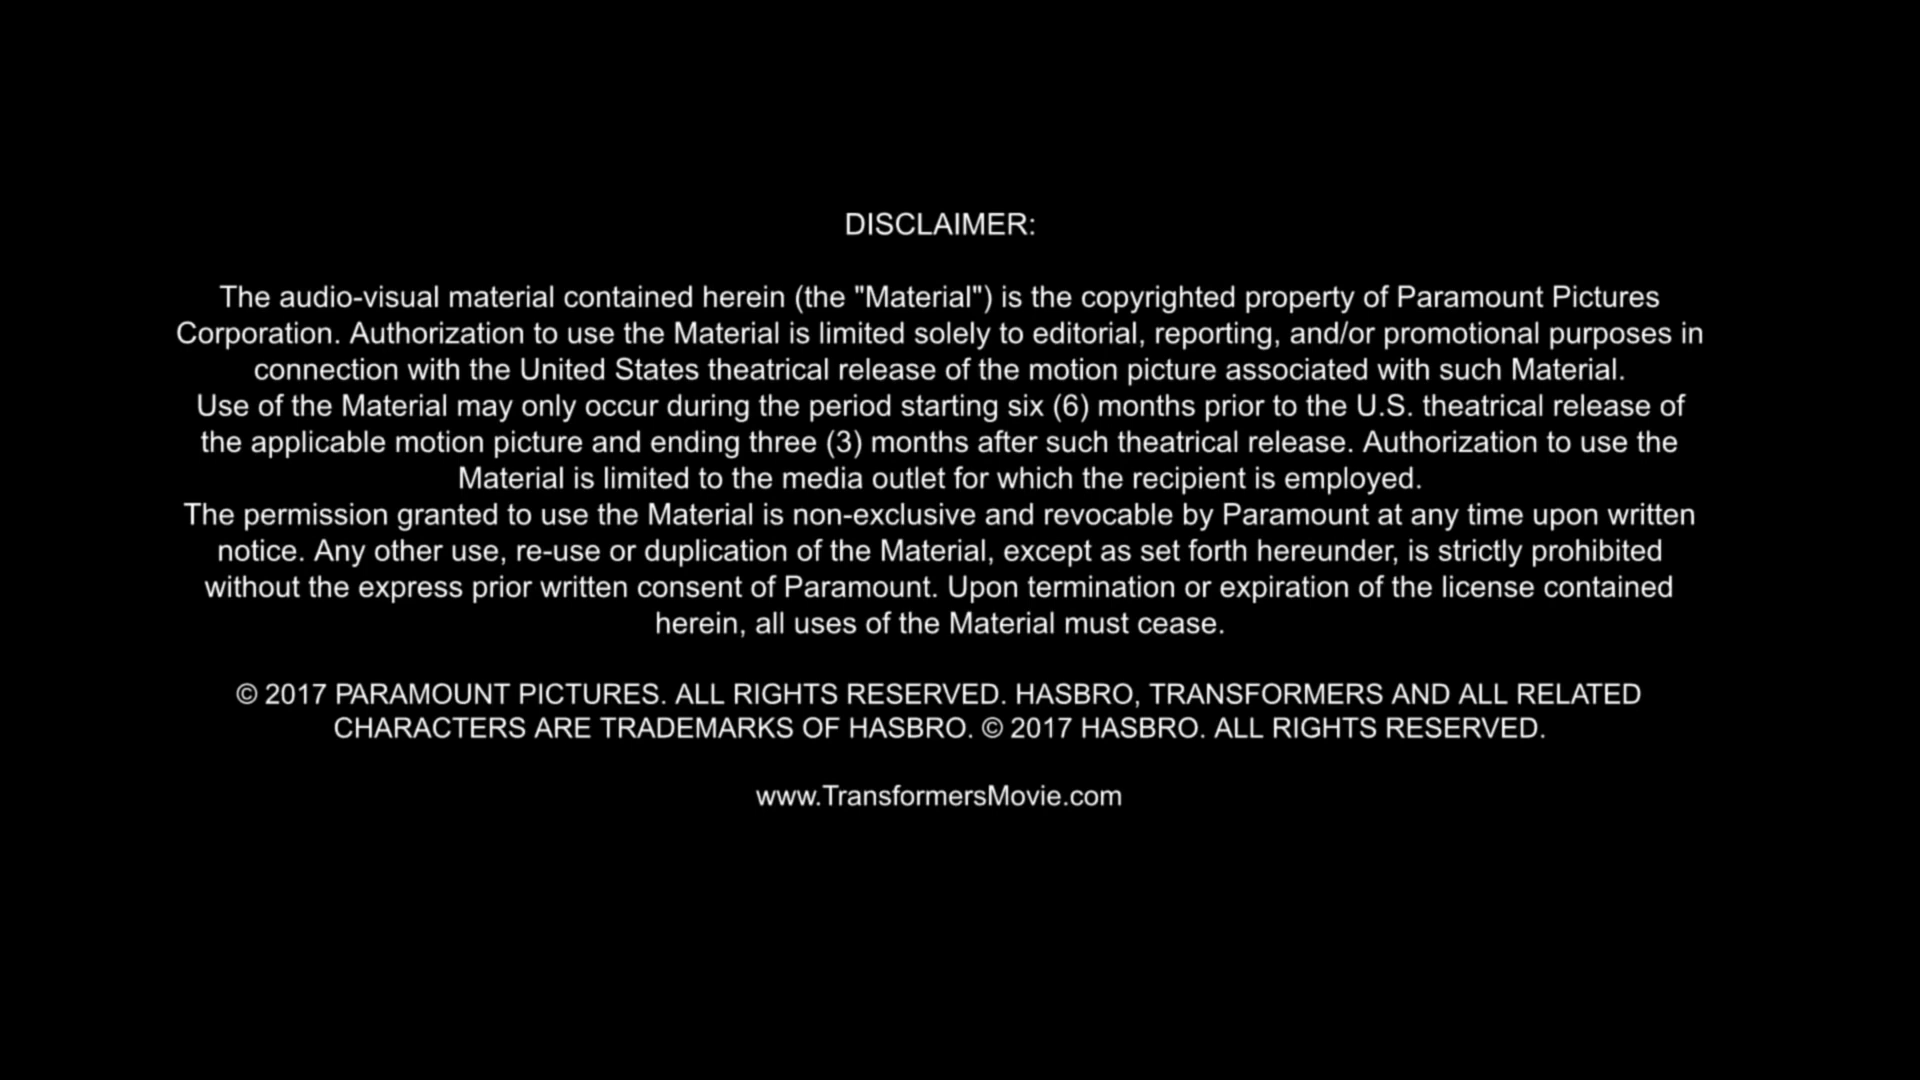 DISCLAIMER:
The audio-visual material contained herein (the "Material") is the copyrighted property of Paramount Pictures
Corporation. Authorization to use the Material is limited solely to editorial, reporting, and/or promotional purposes in
connection with the United States theatrical release of the motion picture associated with such Material.
Use of the Material may only occur during the period starting six (6) months prior to the U.S. theatrical release of
the applicable motion picture and ending three (3) months after such theatrical release. Authorization to use the
Material is limited to the media outlet for which the recipient is employed.
The permission granted to use the Material is non-exclusive and revocable by Paramount at any time upon written
notice. Any other use, re-use or duplication of the Material, except as set forth hereunder, is strictly prohibited
without the express prior written consent of Paramount. Upon termination or expiration of the license contained
herein, all uses of the Material must cease.
© 2017 PARAMOUNT PICTURES. ALL RIGHTS RESERVED. HASBRO, TRANSFORMERS AND ALL RELATED
CHARACTERS ARE TRADEMARKS OF HASBRO. © 2017 HASBRO. ALL RIGHTS RESERVED.
www.TransformersMovie.com